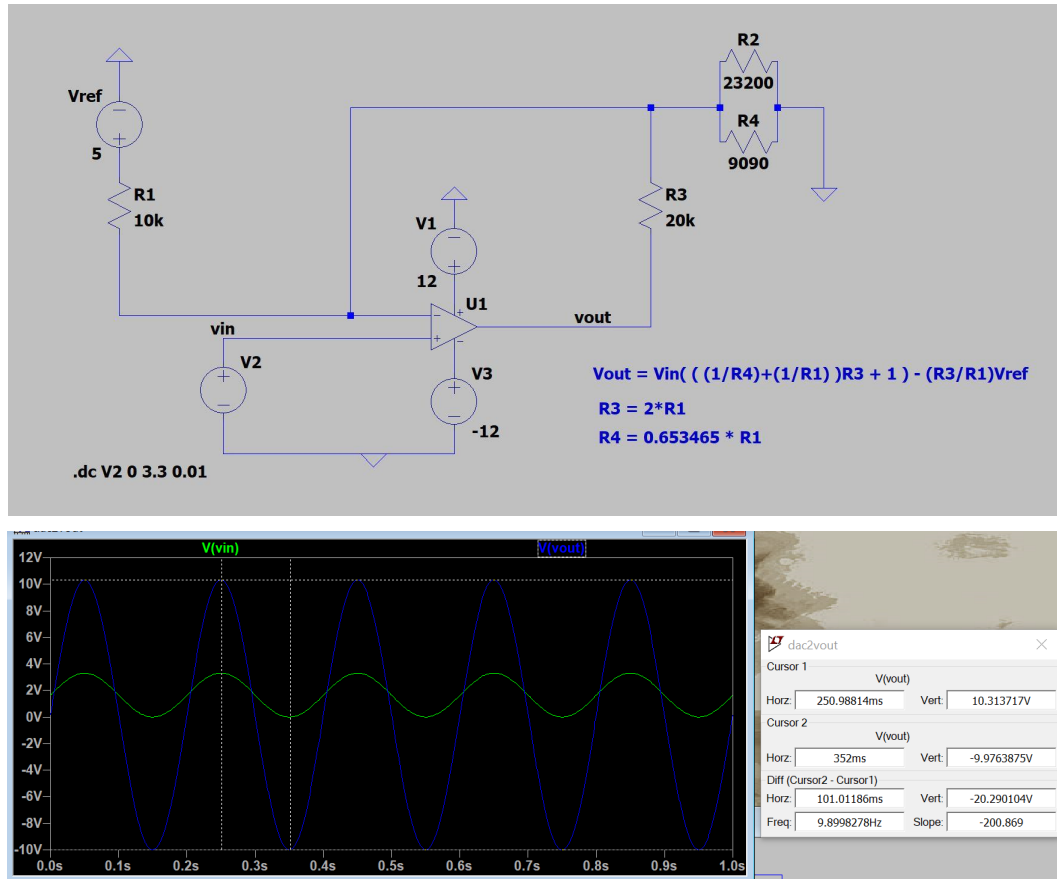 R2
23200
Vref
R4
5
9090
R1
10k
R3
20k
V1
12
U1
vin
vout
V2
V3
-12
Vout = Vin( ( (1/R4)+(1/R1) )R3 + 1 ) - (R3/R1)Vref
R3 = 2*R1
R4 = 0.653465 * R1
.dc V2 0 3.3 0.01
V(vin)
V(vout)
12V
10V
8V
6V
4V
2V
0V
-2V
-4V
-6V
-8V
-10V
0.0s 0.1s 0.2s 0.3s 0.4s 0.5s 0.6s 0.7s 0.8s 0.9s 1.0s
dac2vout
Cursor 1
V(vout)
Horz: 250.98814ms Vert: 10.313717V
Cursor 2
V(vout)
Horz: 352ms Vert: -9.9763875V
Diff (Cursor2 - Cursor1)
Horz: 101.01186ms Vert: -20.290104V
Freq: 9.8998278Hz Slope: -200.869